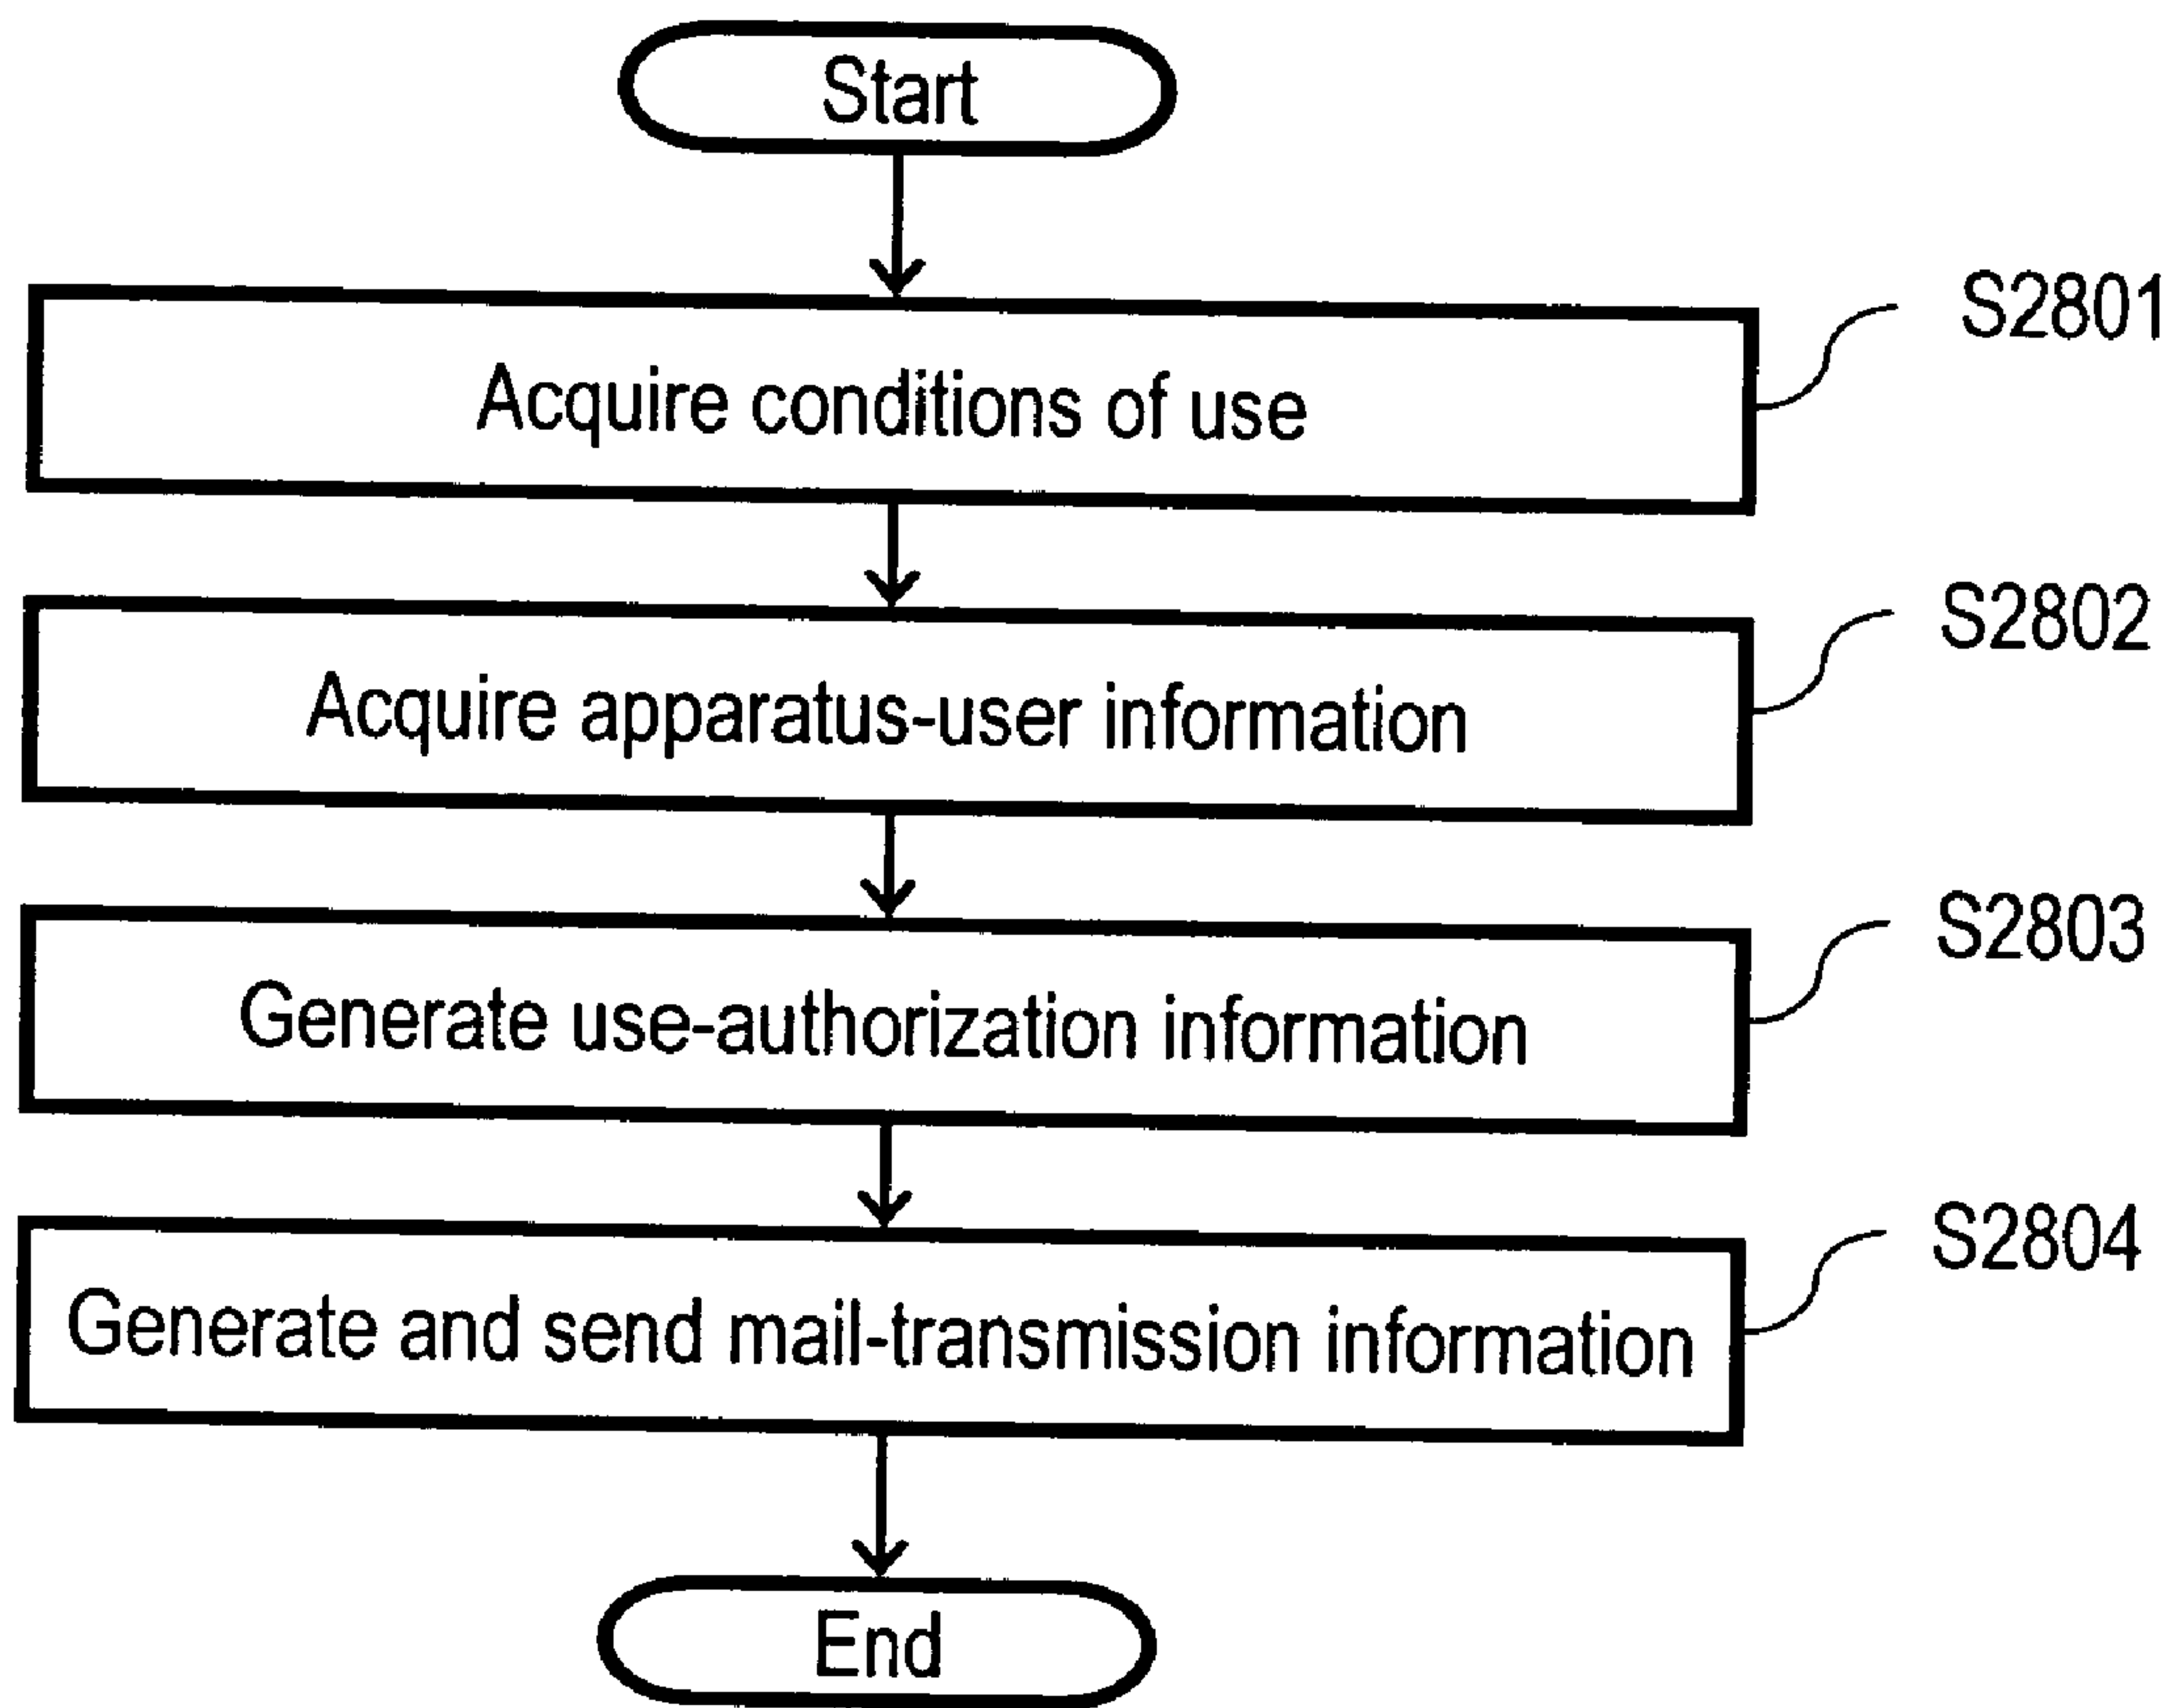 Start
Acquire conditions of use
S2801
Acquire apparatus-user information
S2802
Generate use-authorization information
S2803
Generate and send mail-transmission information
S2804
End